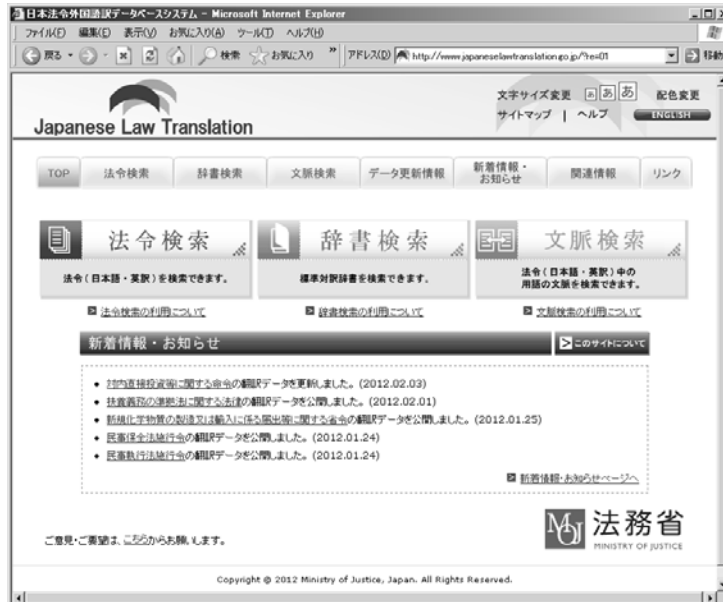 日本法令外国語訳データベースシステム - Microsoft Internet Explorer
ファイル(F) 編集(E) 表示(V) お気に入り(A) ツール(T) ヘルプ(H)
戻る 検索 お気に入り » アドレス(D) http://www.japaneselawtranslation.go.jp/?re=01 移動
文字サイズ変更 あ あ あ 配色変更
サイトマップ | ヘルプ ENGLISH
Japanese Law Translation
TOP 法令検索 辞書検索 文脈検索 データ更新情報 新着情報・お知らせ 関連情報 リンク
法令検索 辞書検索 文脈検索
法令(日本語・英訳)を検索できます。 標準対訳辞書を検索できます。 法令(日本語・英訳)中の
用語の文脈を検索できます。
法令検索の利用について 辞書検索の利用について 文脈検索の利用について
新着情報・お知らせ このサイトについて
対内直接投資等に関する命令の翻訳データを更新しました。(2012.02.03)
扶養義務の準拠法に関する法律の翻訳データを公開しました。(2012.02.01)
新規化学物質の製造又は輸入に係る届出等に関する省令の翻訳データを公開しました。(2012.01.25)
民事保全法施行令の翻訳データを公開しました。(2012.01.24)
民事執行法施行令の翻訳データを公開しました。(2012.01.24)
新着情報・お知らせページへ
ご意見・ご要望は、こちらからお願いします。
MOJ 法務省
MINISTRY OF JUSTICE
Copyright @ 2012 Ministry of Justice, Japan. All Rights Reserved.